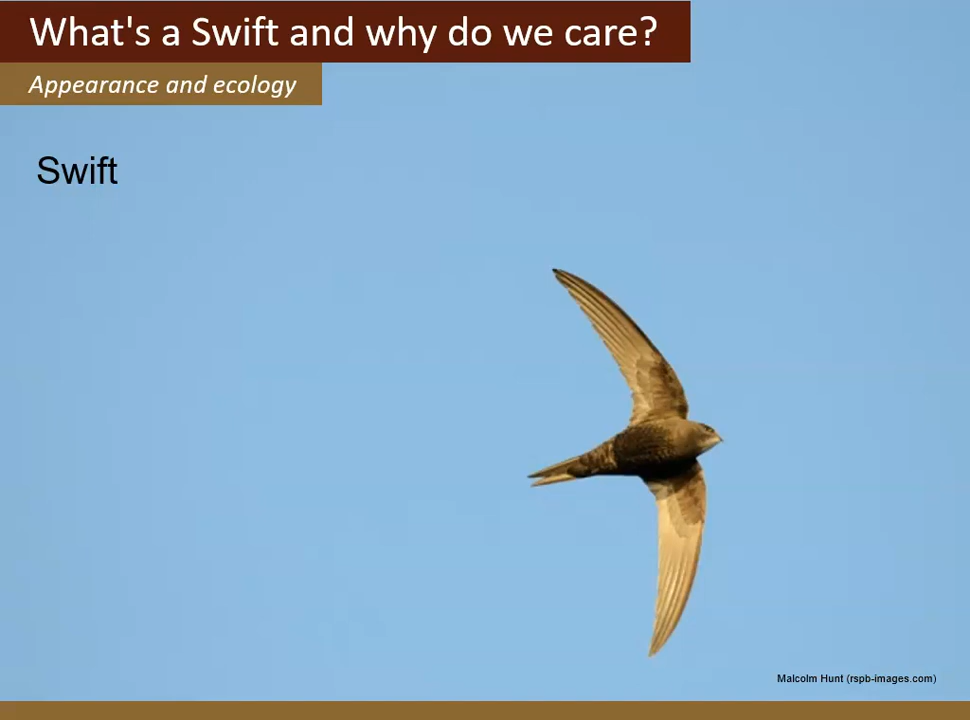 What's a Swift and why do we care?
Appearance and ecology
Swift
Malcolm Hunt (rspb-images.com)